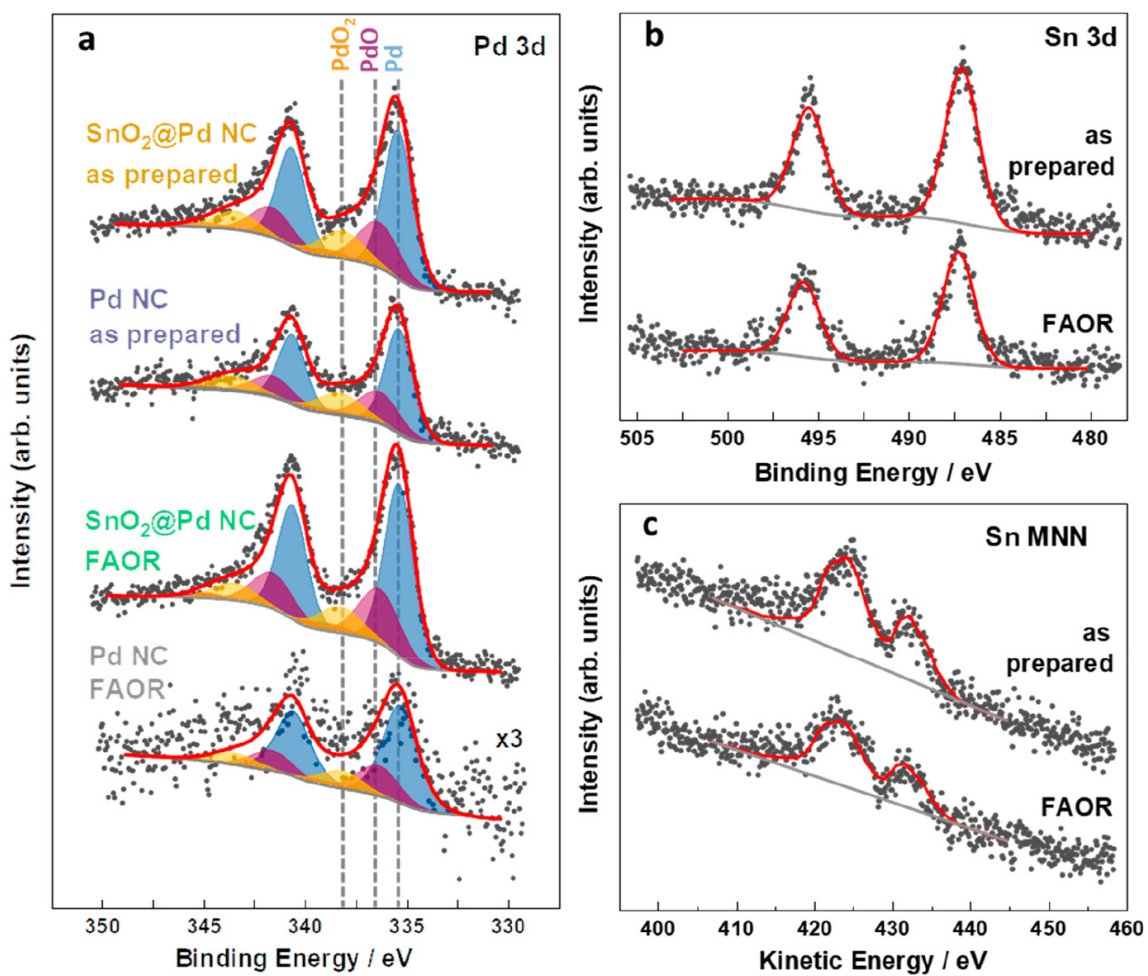 a
PdO2
PdO
Pd
Pd 3d
SnO2@Pd NC
as prepared
Pd NC
as prepared
SnO2@Pd NC
FAOR
Pd NC
FAOR
x3
Intensity (arb. units)
350 345 340 335 330
Binding Energy / eV
b
Sn 3d
as
prepared
FAOR
Intensity (arb. units)
505 500 495 490 485 480
Binding Energy / eV
c
Sn MNN
as
prepared
FAOR
Intensity (arb. units)
400 410 420 430 440 450 460
Kinetic Energy / eV